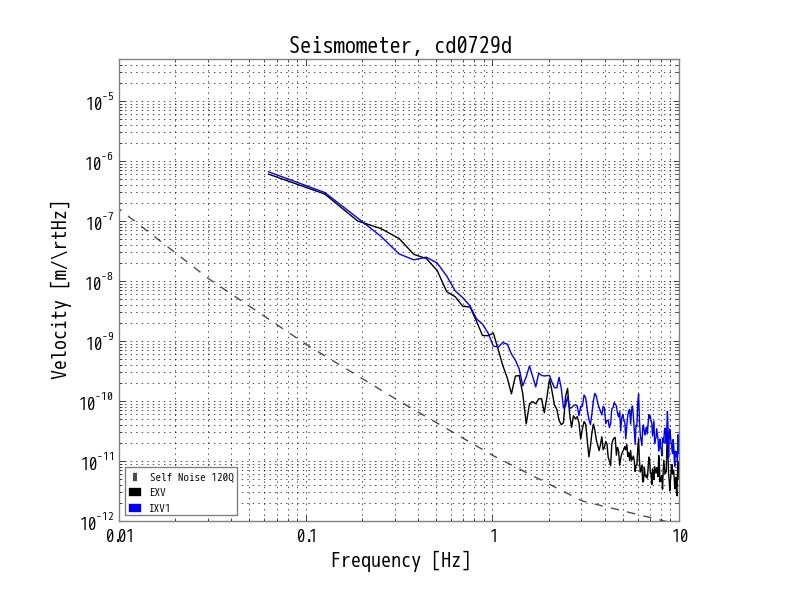 Seismometer, cd0729d
10-5
10-6
10-7
10-8
10-9
10-10
10-11
10-12
Velocity [m/\rtHz]
Self Noise 120Q
EXV
IXV1
0.01 0.1 1 10
Frequency [Hz]